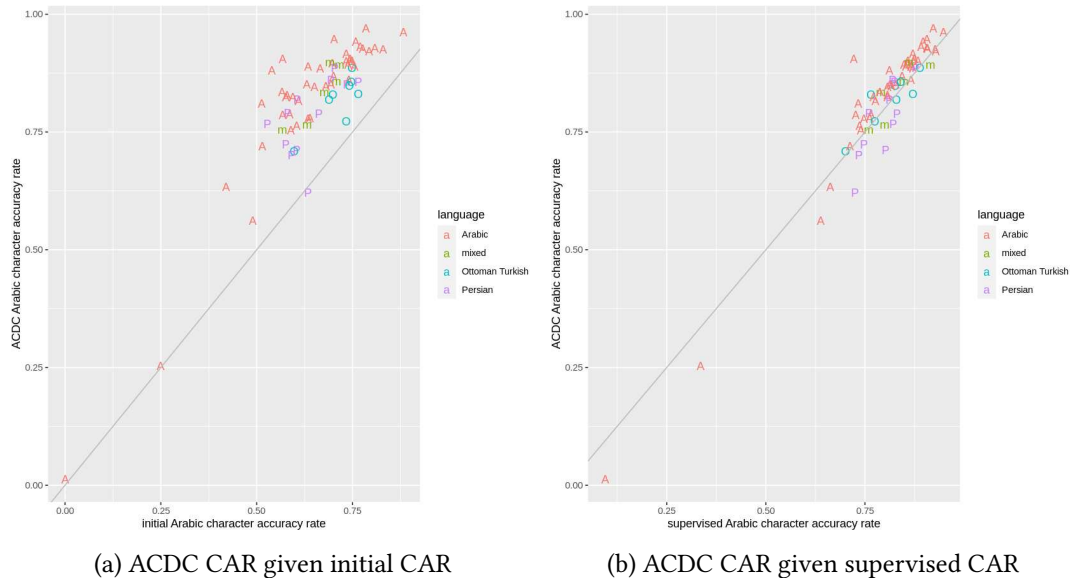 1.00
0.75
0.50
0.25
0.00
ACDC Arabic character accuracy rate
0.00 0.25 0.50 0.75
initial Arabic character accuracy rate
language
a Arabic
a mixed
a Ottoman Turkish
a Persian
(a) ACDC CAR given initial CAR
1.00
0.75
0.50
0.25
0.00
ACDC Arabic character accuracy rate
0.25 0.50 0.75
supervised Arabic character accuracy rate
language
a Arabic
a mixed
a Ottoman Turkish
a Persian
(b) ACDC CAR given supervised CAR